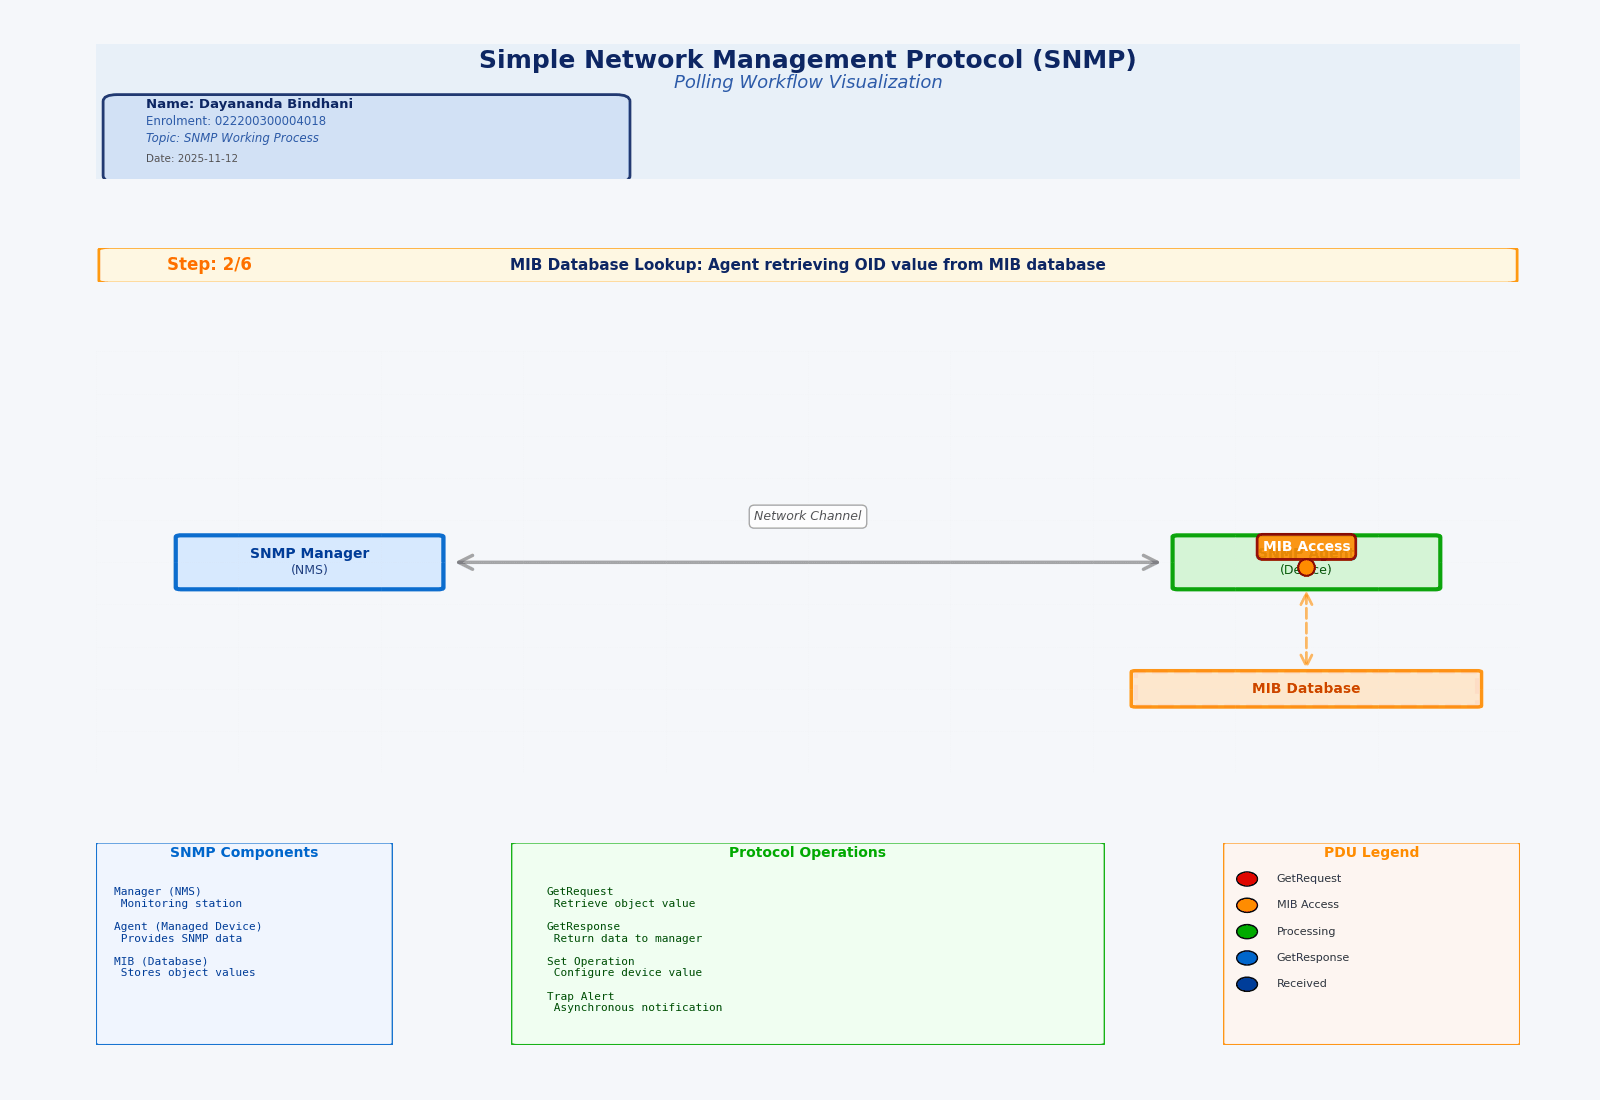 Simple Network Management Protocol (SNMP)
Polling Workflow Visualization
Name: Dayananda Bindhani
Enrolment: 022200300004018
Topic: SNMP Working Process
Date: 2025-11-12
Step: 2/6
MIB Database Lookup: Agent retrieving OID value from MIB database
Network Channel
SNMP Manager
(NMS)
MIB Access
MIB Database
SNMP Components
Manager (NMS)
Monitoring station
Agent (Managed Device)
Provides SNMP data
MIB (Database)
Stores object values
Protocol Operations
GetRequest
Retrieve object value
GetResponse
Return data to manager
Set Operation
Configure device value
Trap Alert
Asynchronous notification
PDU Legend
GetRequest
MIB Access
Processing
GetResponse
Received